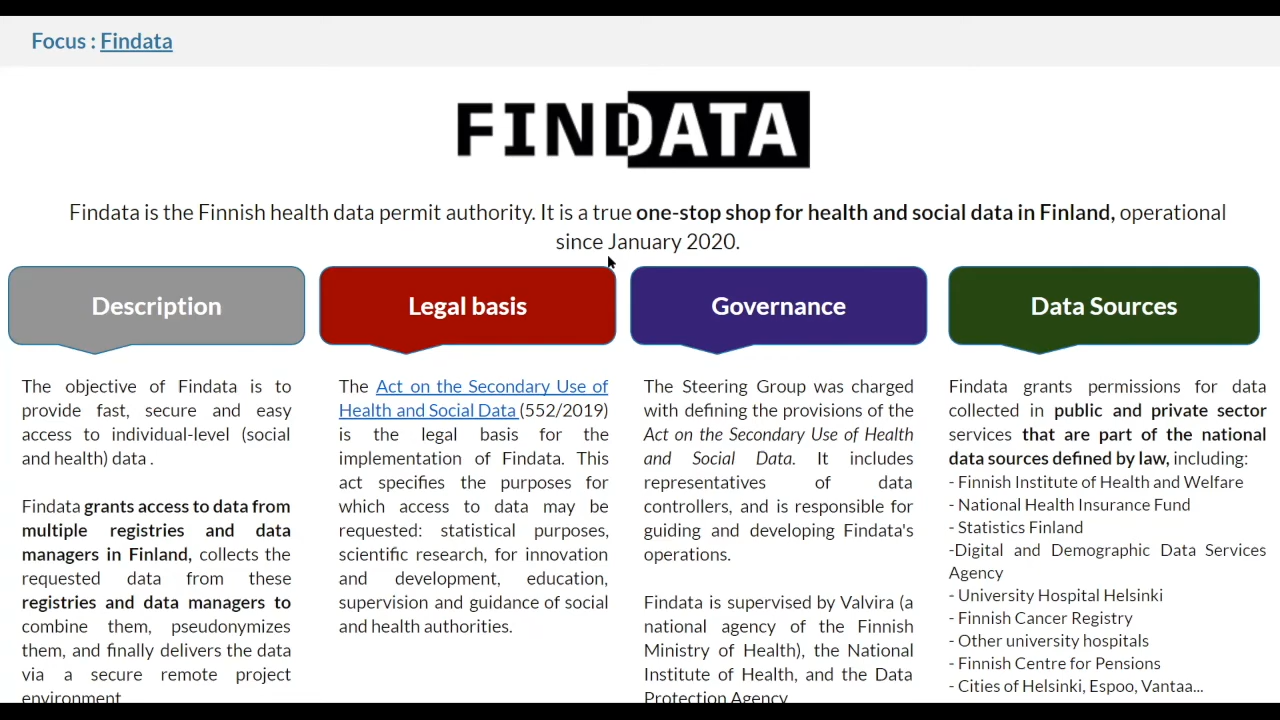 Focus : Findata
FINDATA
Findata is the Finnish health data permit authority. It is a true one-stop shop for health and social data in Finland, operational
since January 2020.
Description
The objective of Findata is to
provide fast, secure and easy
access to individual-level (social
and health) data .
Findata grants access to data from
multiple registries and data
managers in Finland, collects the
requested data from these
registries and data managers to
combine them, pseudonymizes
them, and finally delivers the data
via a secure remote project
environment
Legal basis
The Act on the Secondary Use of
Health and Social Data (552/2019)
is the legal basis for the
implementation of Findata. This
act specifies the purposes for
which access to data may be
requested: statistical purposes,
scientific research, for innovation
and development, education,
supervision and guidance of social
and health authorities.
Governance
The Steering Group was charged
with defining the provisions of the
Act on the Secondary Use of Health
and Social Data. It includes
representatives of data
controllers, and is responsible for
guiding and developing Findata's
operations.
Findata is supervised by Valvira (a
national agency of the Finnish
Ministry of Health), the National
Institute of Health, and the Data
Protection Agency
Data Sources
Findata grants permissions for data
collected in public and private sector
services that are part of the national
data sources defined by law, including:
- Finnish Institute of Health and Welfare
- National Health Insurance Fund
- Statistics Finland
-Digital and Demographic Data Services
Agency
- University Hospital Helsinki
- Finnish Cancer Registry
- Other university hospitals
- Finnish Centre for Pensions
- Cities of Helsinki, Espoo, Vantaa...